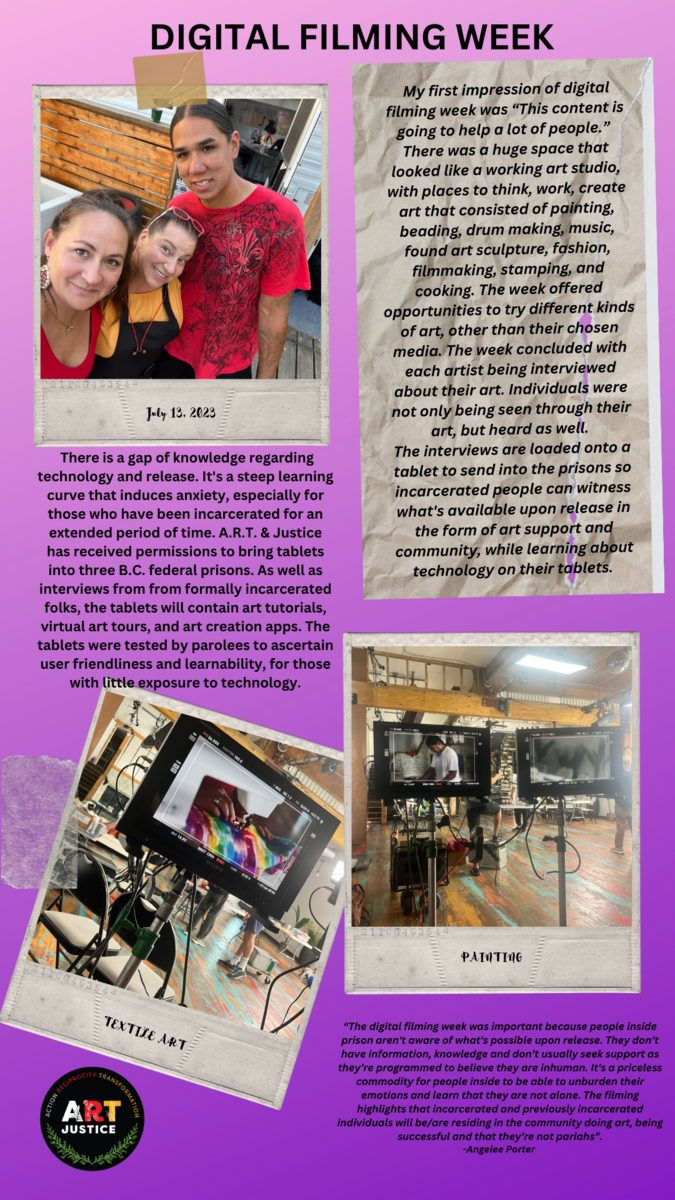 DIGITAL FILMING WEEK
My first impression of digital
filming week was “This content is
going to help a lot of people.”
There was a huge space that
looked like a working art studio,
with places to think, work, create
art that consisted of painting,
beading, drum making, music,
found art sculpture, fashion,
filmmaking, stamping, and
cooking. The week offered
opportunities to try different kinds
of art, other than their chosen
media. The week concluded with
each artist being interviewed
about their art. Individuals were
not only being seen through their
art, but heard as well.
The interviews are loaded onto a
tablet to send into the prisons so
incarcerated people can witness
what's available upon release in
the form of art support and
community, while learning about
technology on their tablets.
July 13, 2023
There is a gap of knowledge regarding
technology and release. It's a steep learning
curve that induces anxiety, especially for
those who have been incarcerated for an
extended period of time. A.R.T. & Justice
has received permissions to bring tablets
into three B.C. federal prisons. As well as
interviews from from formally incarcerated
folks, the tablets will contain art tutorials,
virtual art tours, and art creation apps. The
tablets were tested by parolees to ascertain
user friendliness and learnability, for those
with little exposure to technology.
PAINTING
TEXTILE ART
“The digital filming week was important because people inside
prison aren't aware of what's possible upon release. They don't
have information, knowledge and don't usually seek support as
they're programmed to believe they are inhuman. It's a priceless
commodity for people inside to be able to unburden their
emotions and learn that they are not alone. The filming
highlights that incarcerated and previously incarcerated
individuals will be/are residing in the community doing art, being
successful and that they're not pariahs”.
-Angelee Porter
ACTION RECIPROCITY TRANSFORMATION
ART
JUSTICE